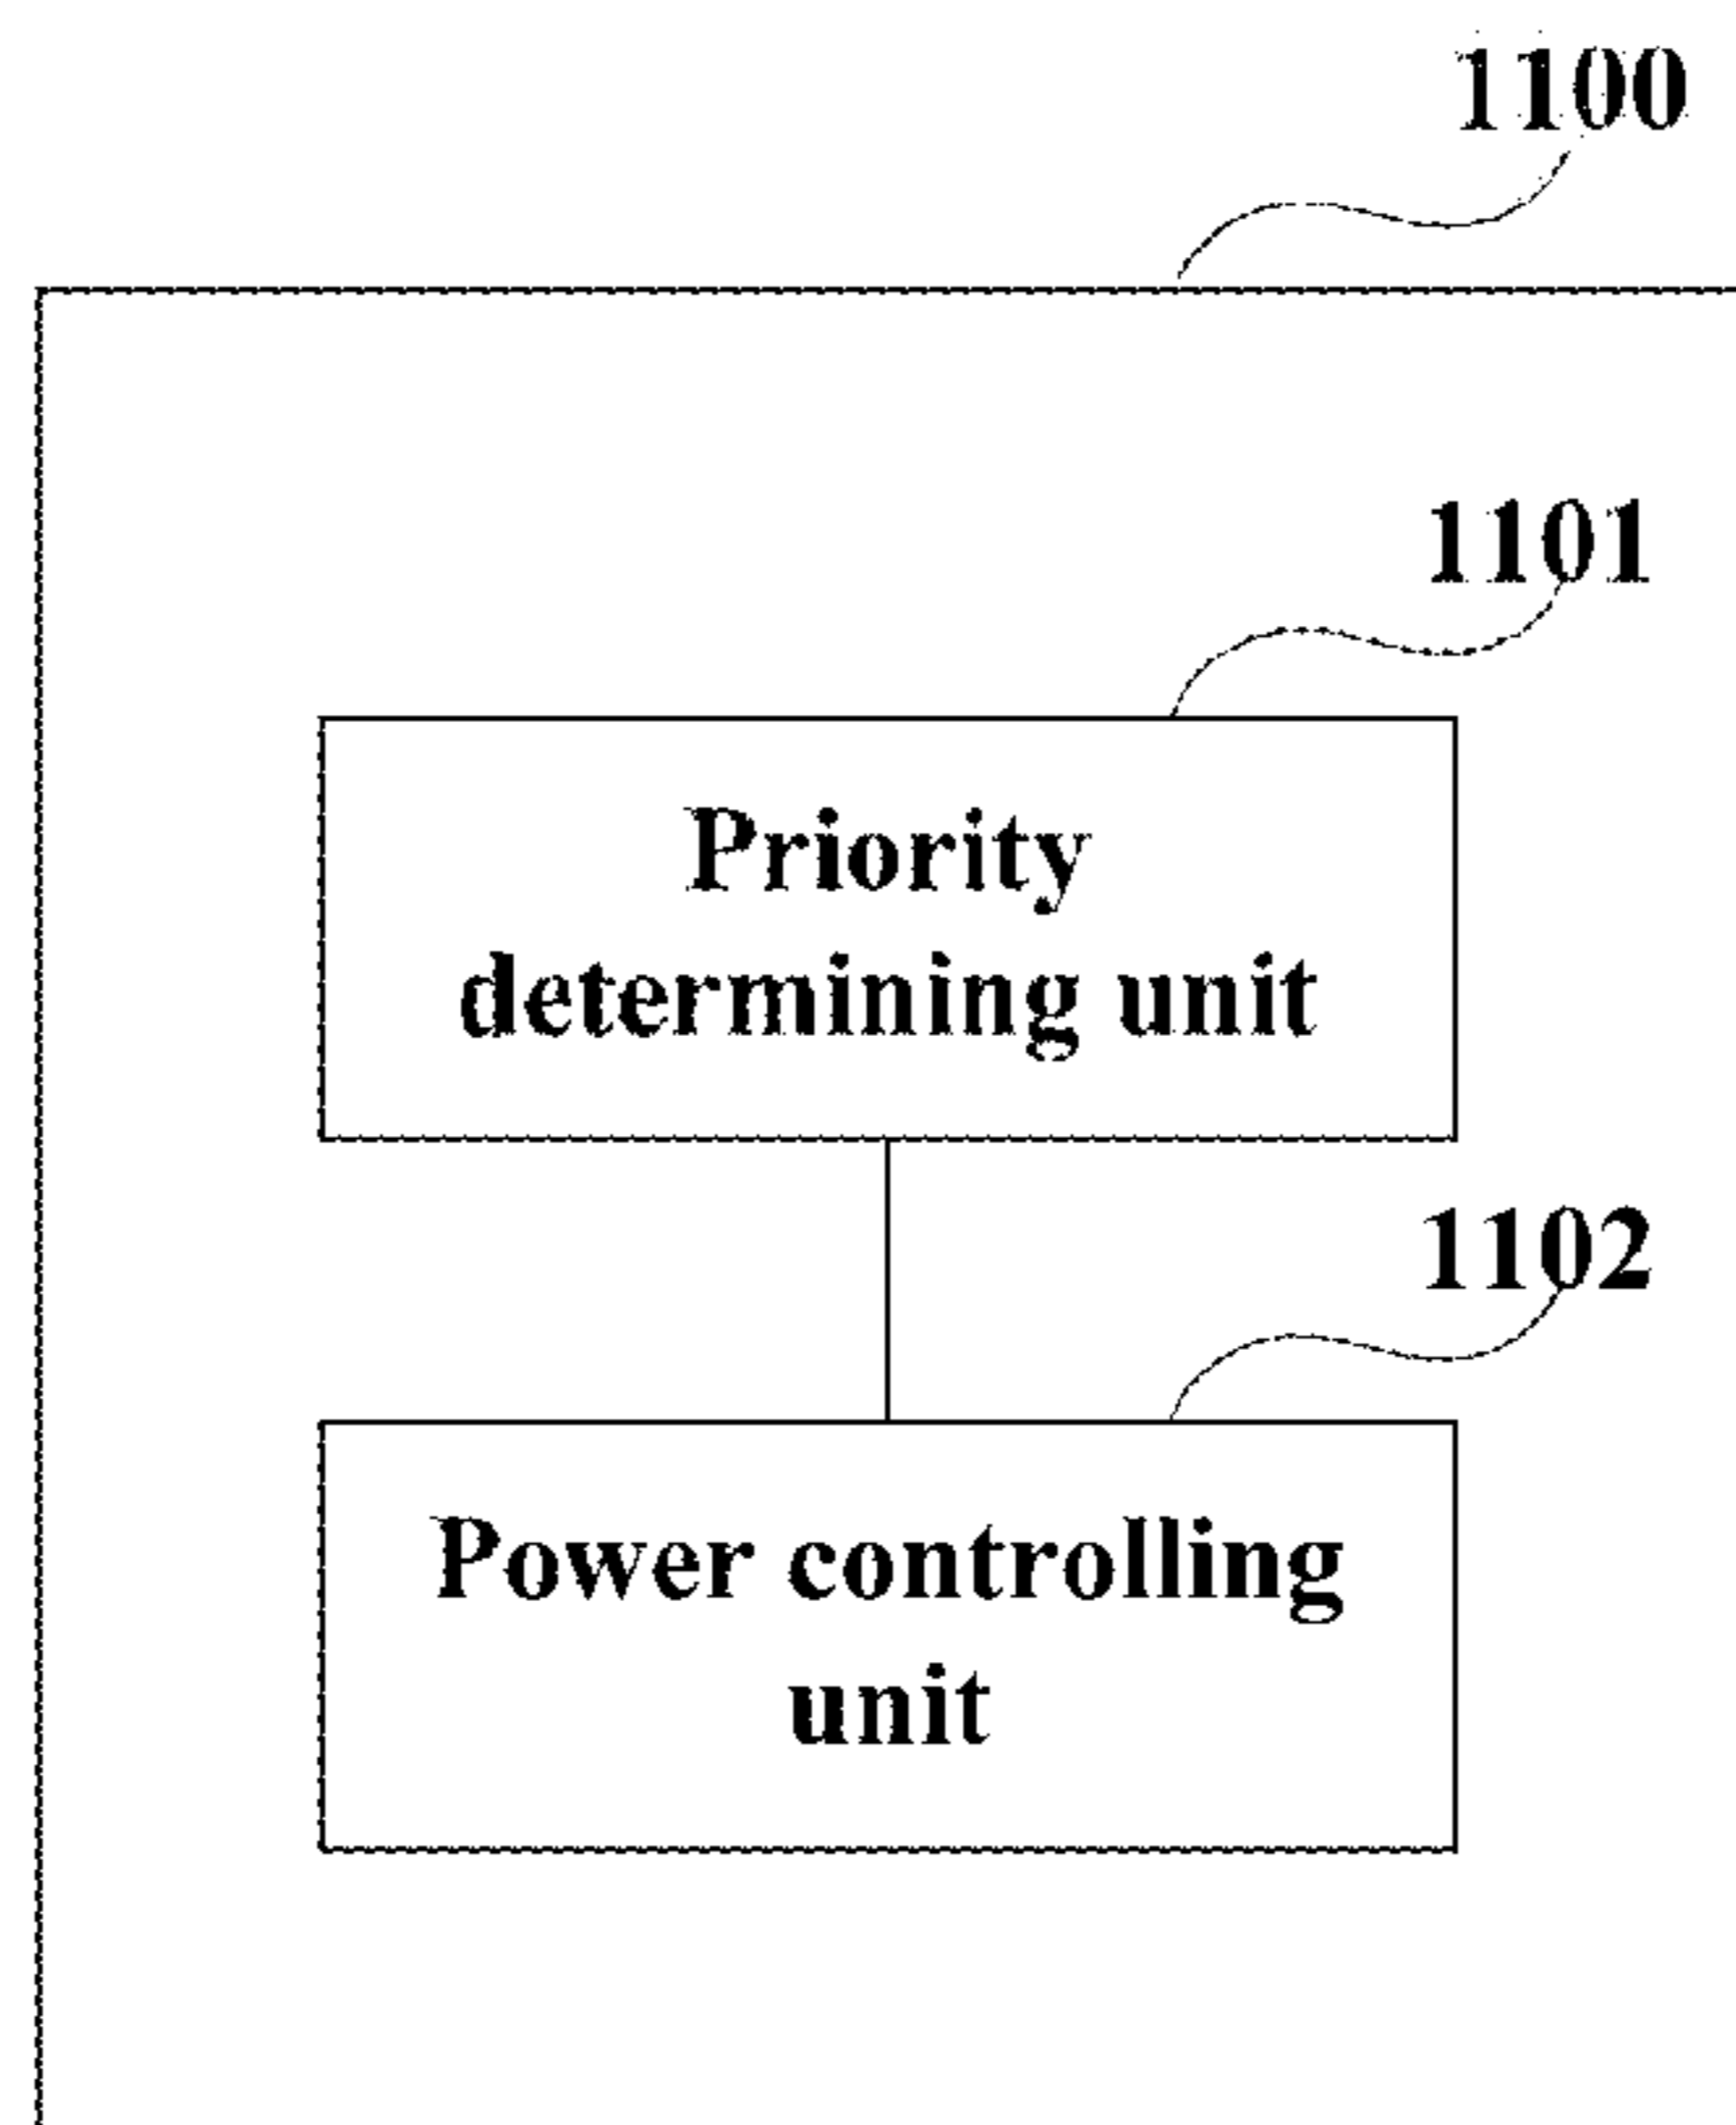 1100
1101
Priority
determining unit
1102
Power controlling
unit